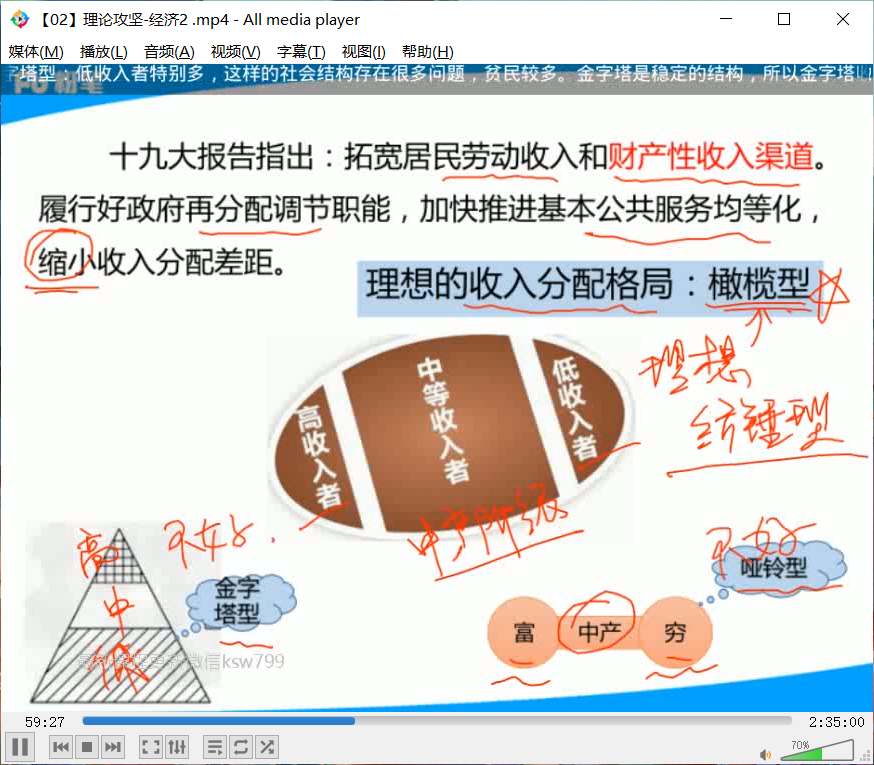 【02】理论攻坚-经济2 .mp4 - All media player
媒体(M) 播放(L) 音频(A) 视频(V) 字幕(T) 视图(I) 帮助(H)
字塔型：低收入者特别多，这样的社会结构存在很多问题，贫民较多。金字塔是稳定的结构，所以金字塔
粉笔
十九大报告指出：拓宽居民劳动收入和财产性收入渠道。
履行好政府再分配调节职能，加快推进基本公共服务均等化，
缩小收入分配差距。
理想的收入分配格局：橄榄型
理想
纺锤型
高收入者
中等收入者
低收入者
中产阶级
高
中
低
不好
金字
塔型
不好
哑铃型
富
中产
穷
微信ksw799
59:27
2:35:00
70%